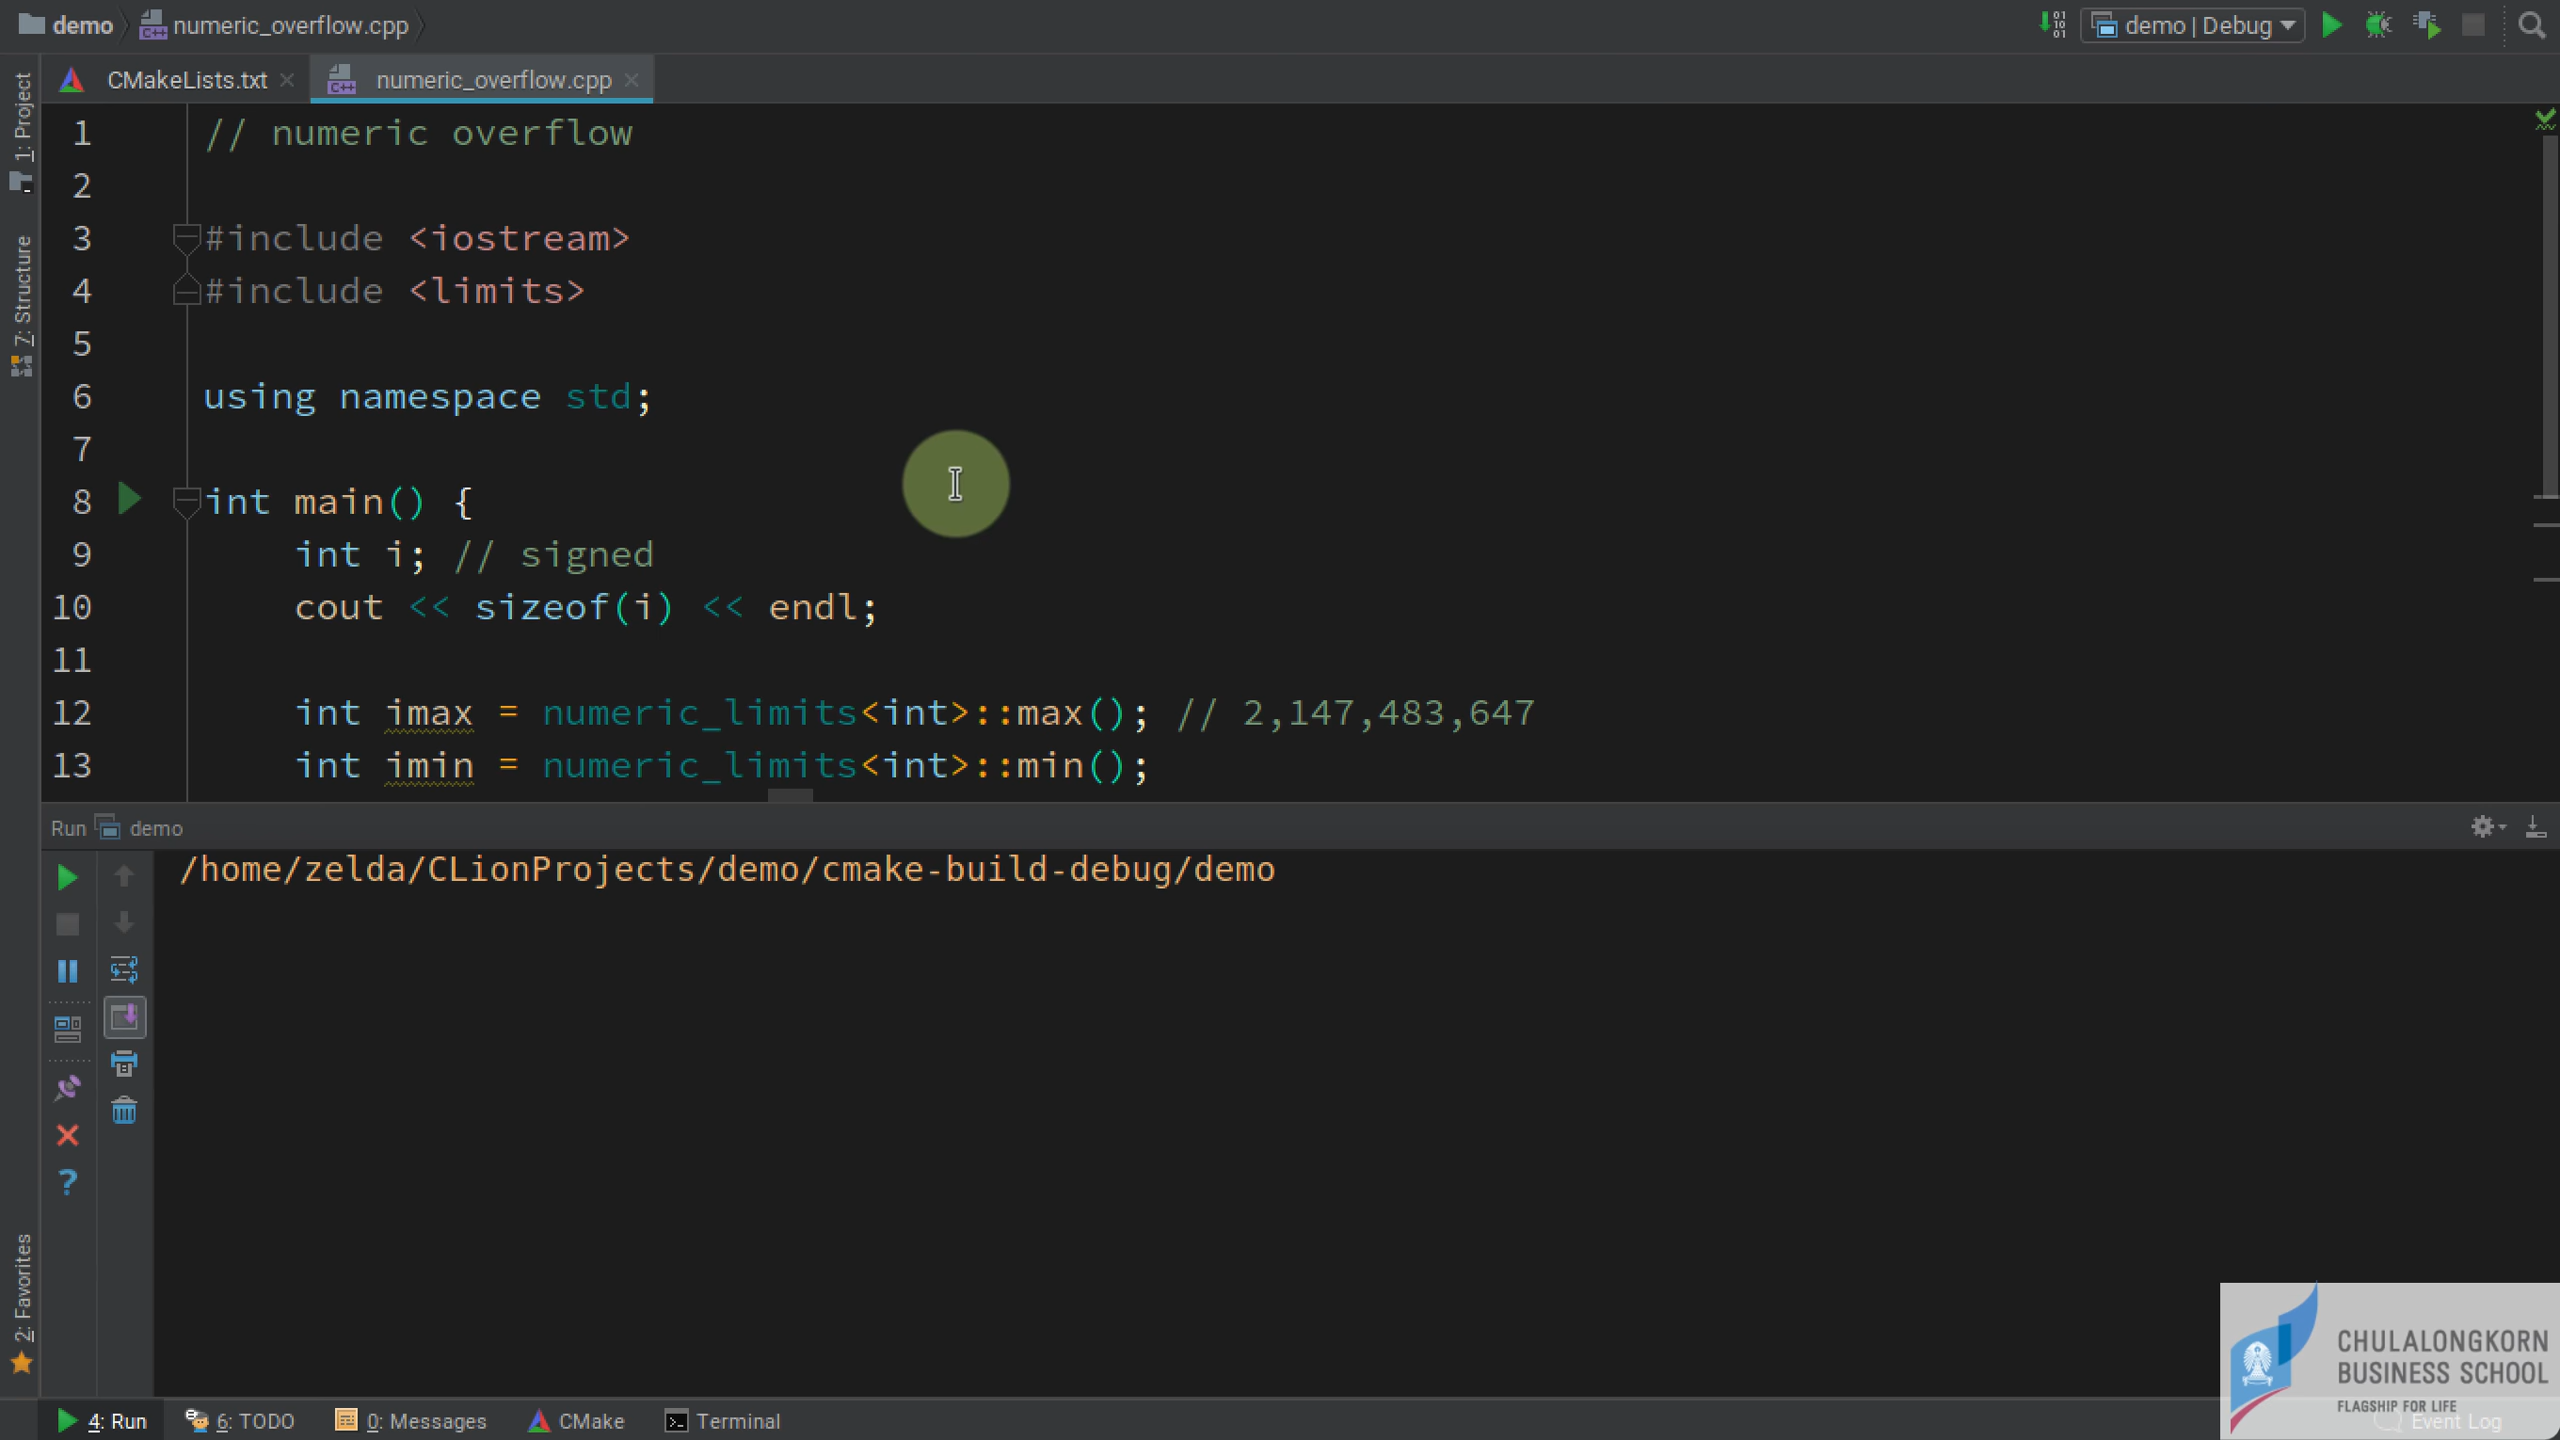 demo numeric_overflow.cpp demo | Debug
CMakeLists.txt numeric_overflow.cpp
1: Project
7: Structure
2: Favorites
1 // numeric overflow
2
3 #include <iostream>
4 #include <limits>
5
6 using namespace std;
7
8 int main() {
9 int i; // signed
10 cout << sizeof(i) << endl;
11
12 int imax = numeric_limits<int>::max(); // 2,147,483,647
13 int imin = numeric_limits<int>::min();
Run demo
/home/zelda/CLionProjects/demo/cmake-build-debug/demo
CHULALONGKORN
BUSINESS SCHOOL
FLAGSHIP FOR LIFE
4: Run 6: TODO 0: Messages CMake Terminal Event Log